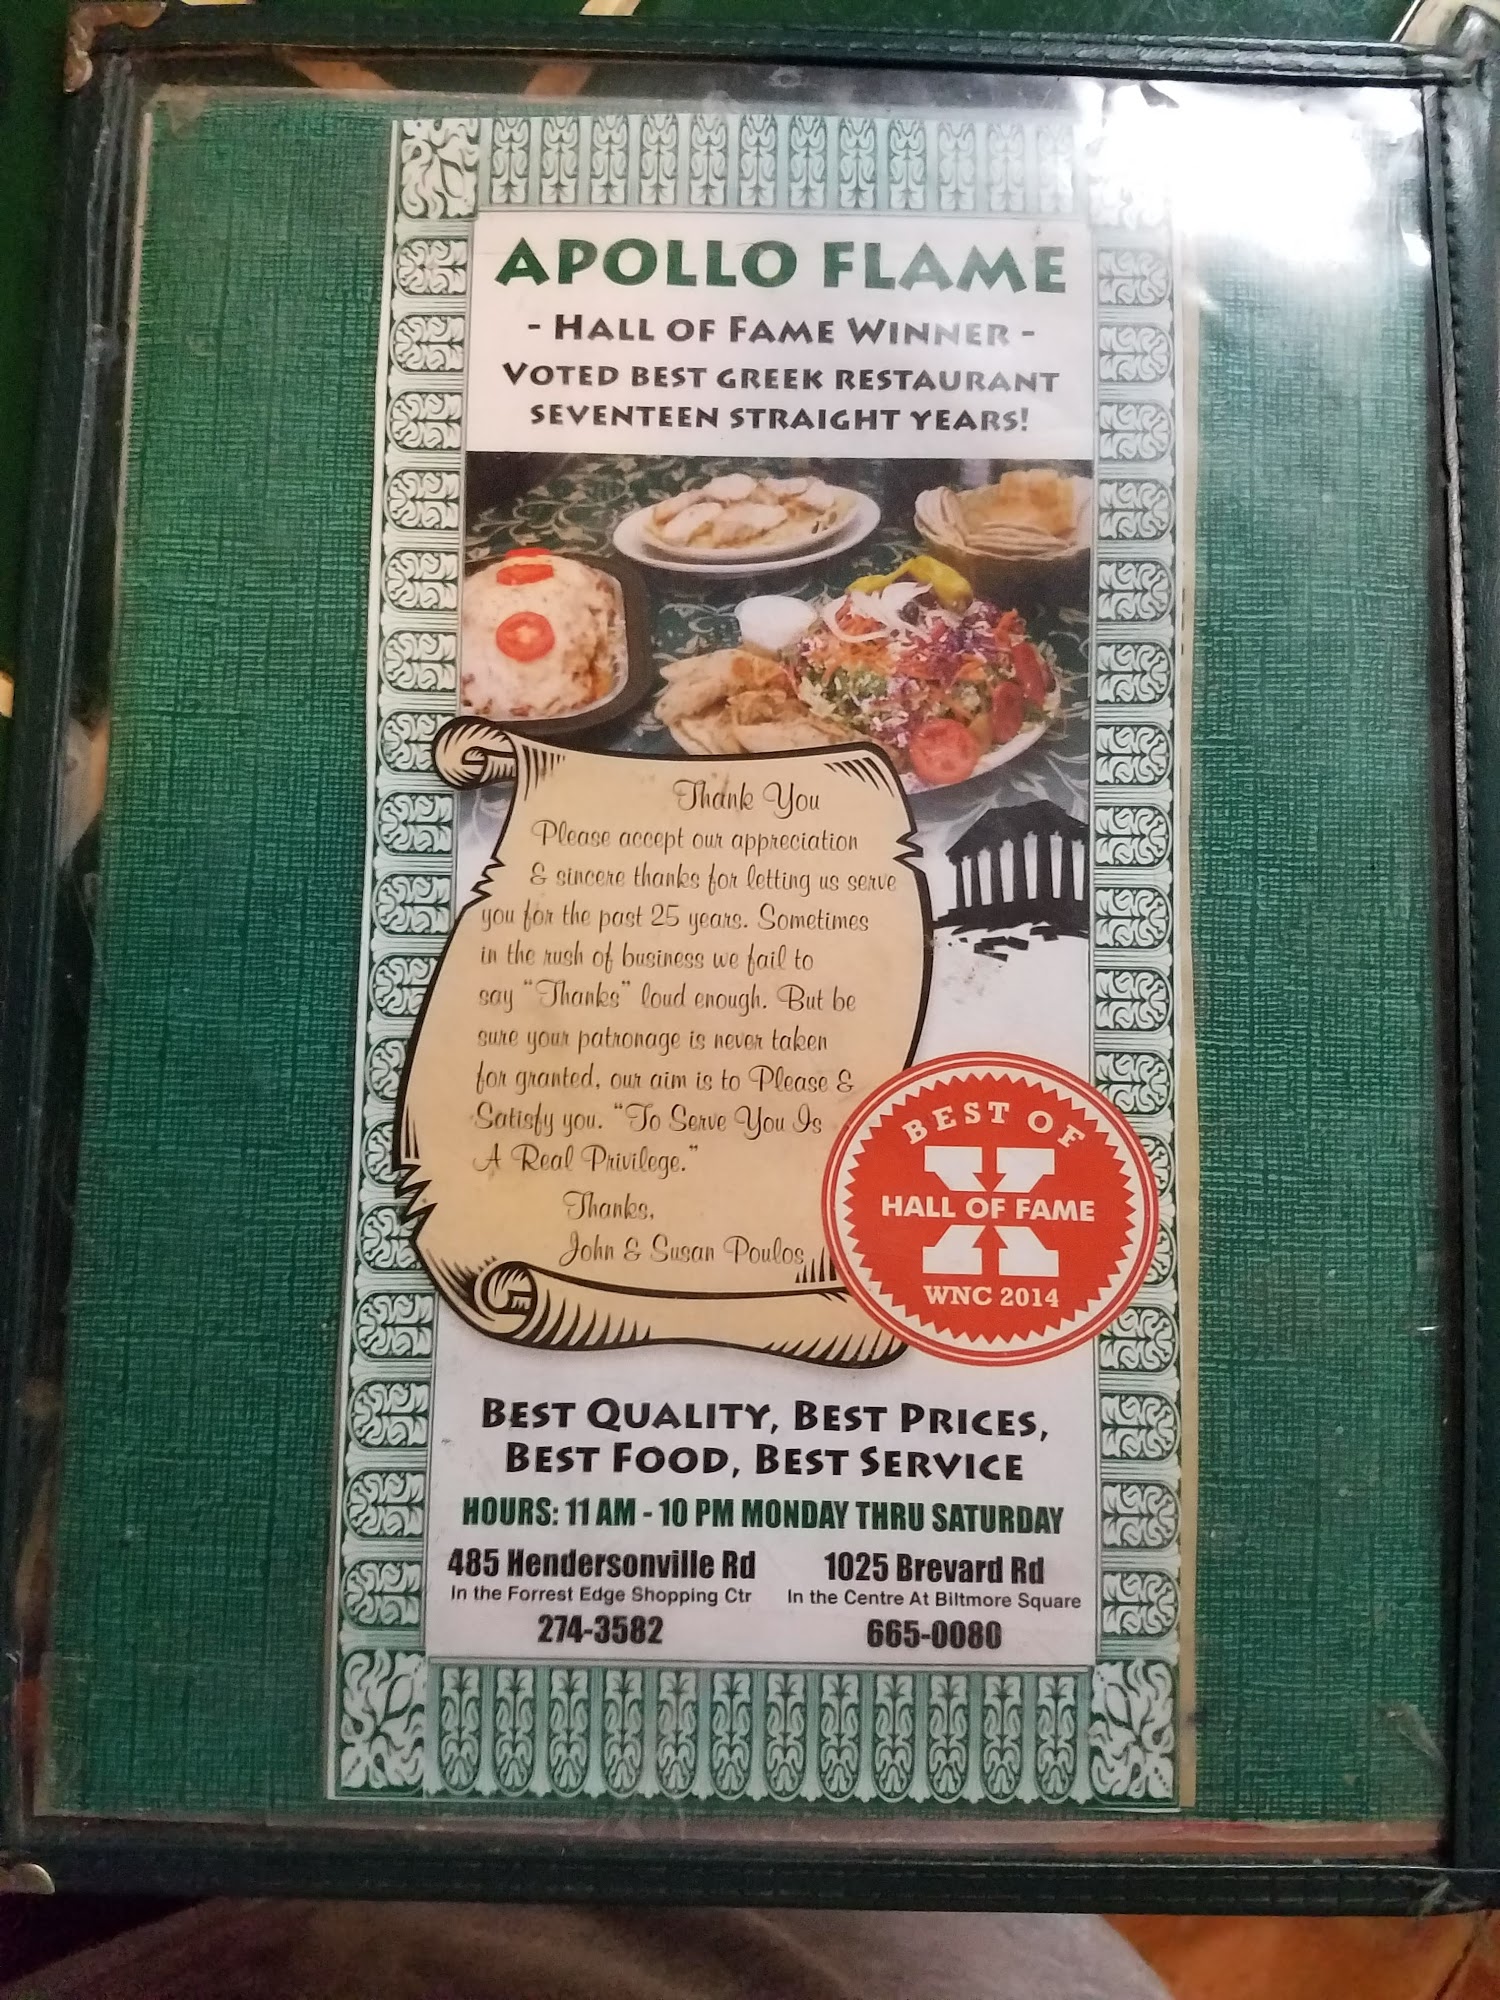 APOLLO FLAME
- HALL OF FAME WINNER -
VOTED BEST GREEK RESTAURANT
SEVENTEEN STRAIGHT YEARS!
Thank You
Please accept our appreciation
& sincere thanks for letting us serve
you for the past 25 years. Sometimes
in the rush of business we fail to
say "Thanks" loud enough. But be
sure your patronage is never taken
for granted, our aim is to Please &
Satisfy you. "To Serve You Is
A Real Privilege."
Thanks,
John & Susan Poulos
BEST OF
X
HALL OF FAME
WNC 2014
BEST QUALITY, BEST PRICES,
BEST FOOD, BEST SERVICE
HOURS: 11 AM - 10 PM MONDAY THRU SATURDAY
485 Hendersonville Rd
In the Forrest Edge Shopping Ctr
274-3582
1025 Brevard Rd
In the Centre At Biltmore Square
665-0080